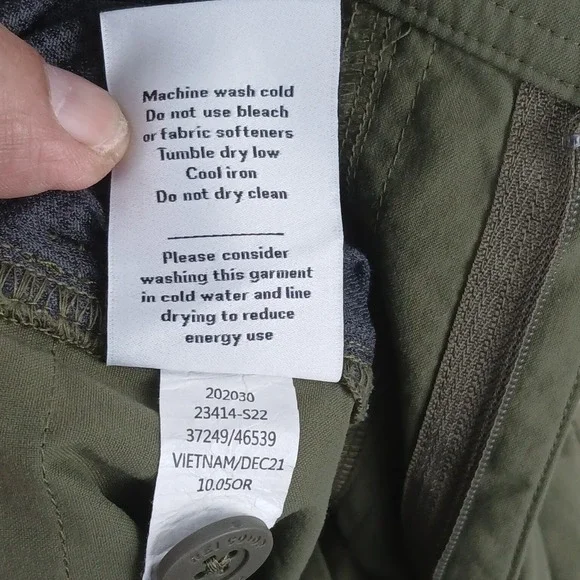 Machine wash cold
Do not use bleach
or fabric softeners
Tumble dry low
Cool iron
Do not dry clean
Please consider
washing this garment
in cold water and line
drying to reduce
energy use
202030
23414-S22
37249/46539
VIETNAM/DEC21
10.05OR